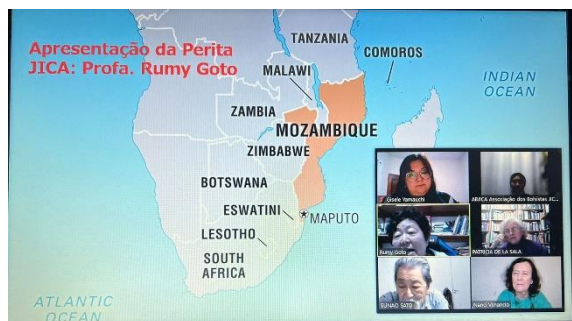 Apresentação da Perita
JICA: Profa. Rumy Goto
TANZANIA
COMOROS
MALAWI
INDIAN
OCEAN
ZAMBIA
MOZAMBIQUE
ZIMBABWE
BOTSWANA
ESWATINI
MAPUTO
LESOTHO
SOUTH
AFRICA
ATLANTIC
OCEAN
Gisele Yamauchi
ABJICA Associação dos Bolsistas JIC...
Rumy Goto
PATRICIA DE LA SALA
SUNAO SATO